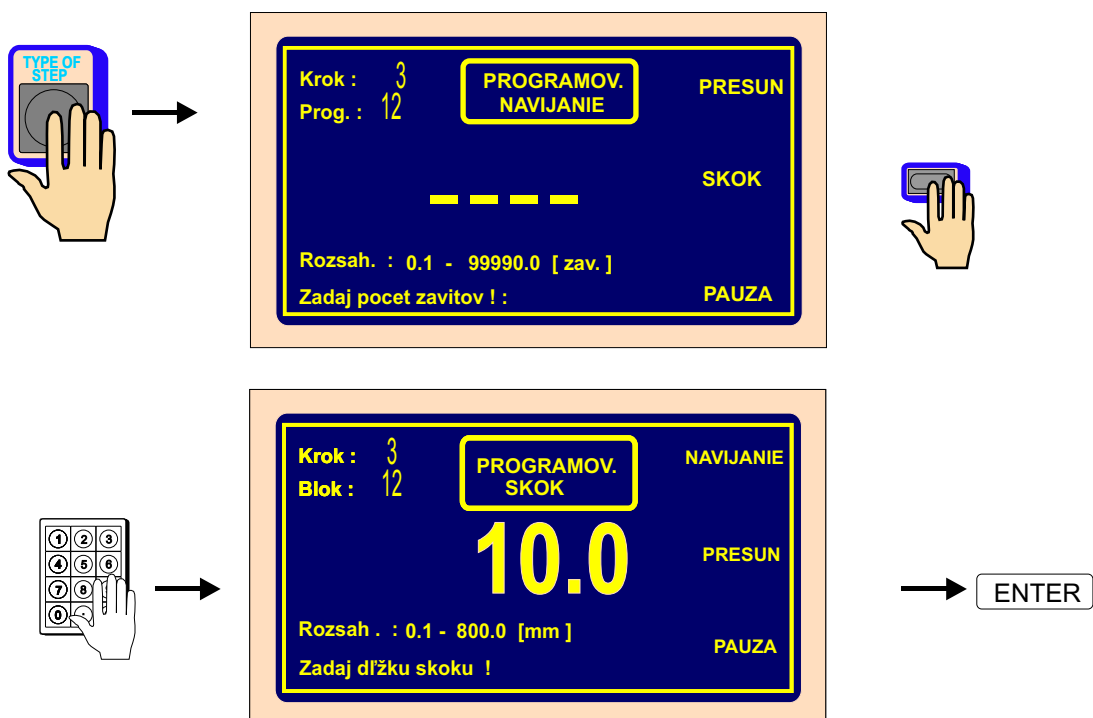 TYPE OF
STEP
Krok : 3
Prog. : 12
PROGRAMOV.
NAVIJANIE
PRESUN
SKOK
– – – –
Rozsah. : 0.1 - 99990.0 [ zav. ]
Zadaj pocet zavitov ! :
PAUZA
Krok : 3
Blok : 12
PROGRAMOV.
SKOK
NAVIJANIE
10.0
PRESUN
Rozsah . : 0.1 - 800.0 [mm ]
Zadaj dľžku skoku !
PAUZA
1 2 3
4 5 6
7 8
0
ENTER